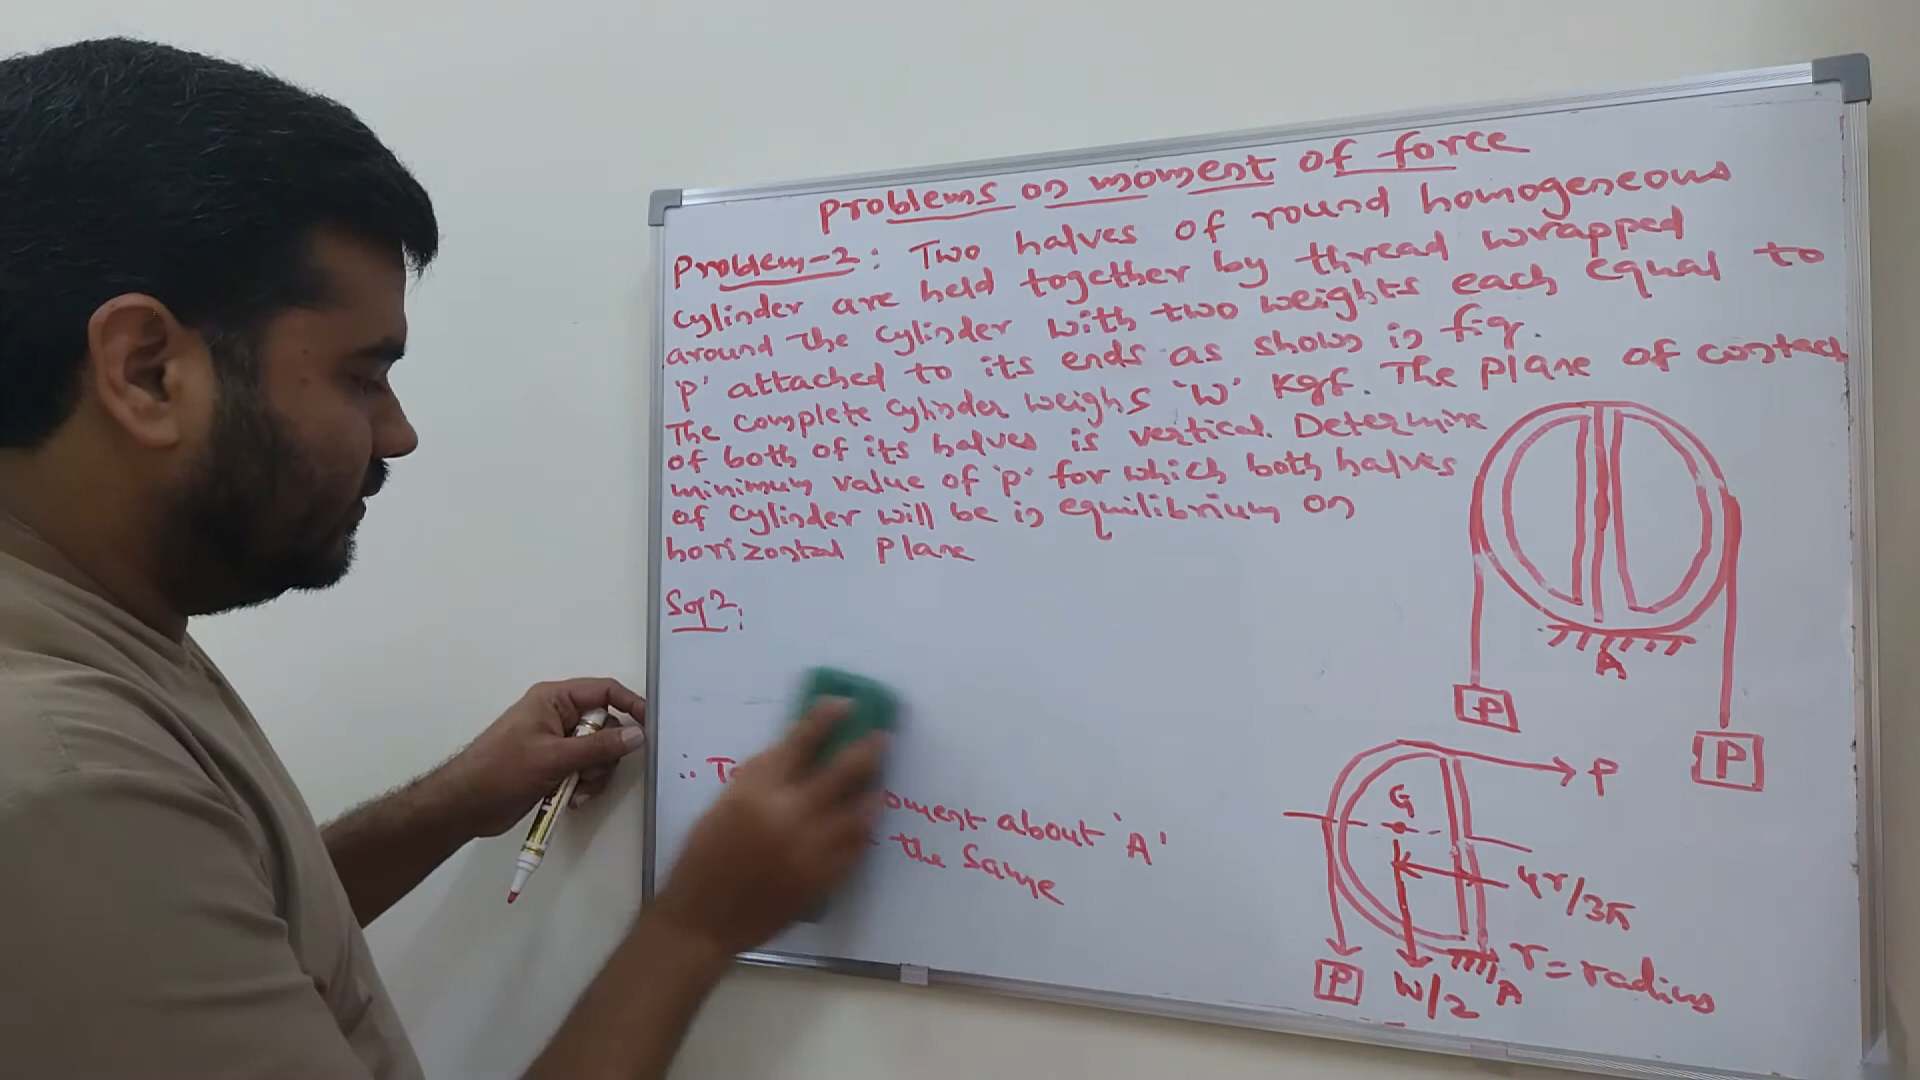 Problems on moment of force
Problem-2: Two halves of round homogeneous
cylinder are held together by thread wrapped
around the cylinder with two weights each equal to
'P' attached to its ends as shown in fig.
The complete cylinder weighs 'W' kgf. The plane of contact
of both of its halves is vertical. Determine
minimum value of 'P' for which both halves
of cylinder will be in equilibrium on
horizontal plane
A
P
P
P
G
4r/3π
r = radius
P
W/2
A
oment about 'A'
the same